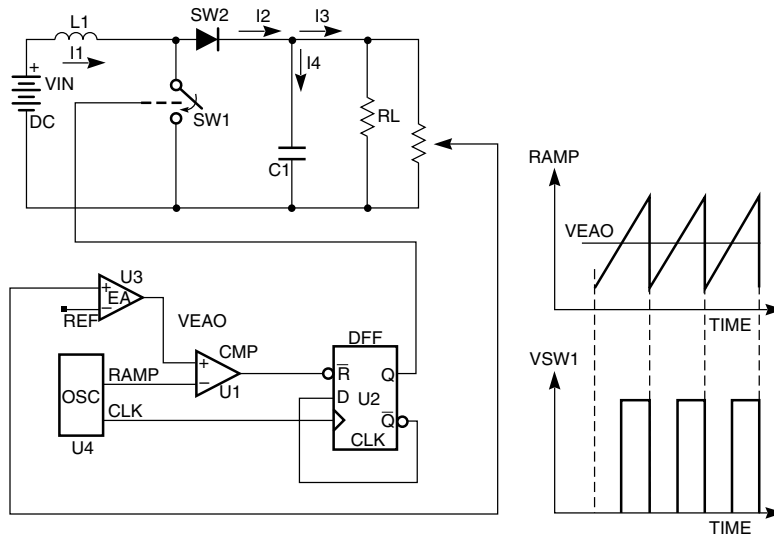 L1
SW2
I2
I3
I1
I4
+
VIN
DC
SW1
RL
C1
RAMP
VEAO
TIME
VSW1
TIME
U3
+
EA
−
REF
VEAO
DFF
CMP
+
−
U1
R
Q
D
U2
Q
CLK
OSC
RAMP
CLK
U4